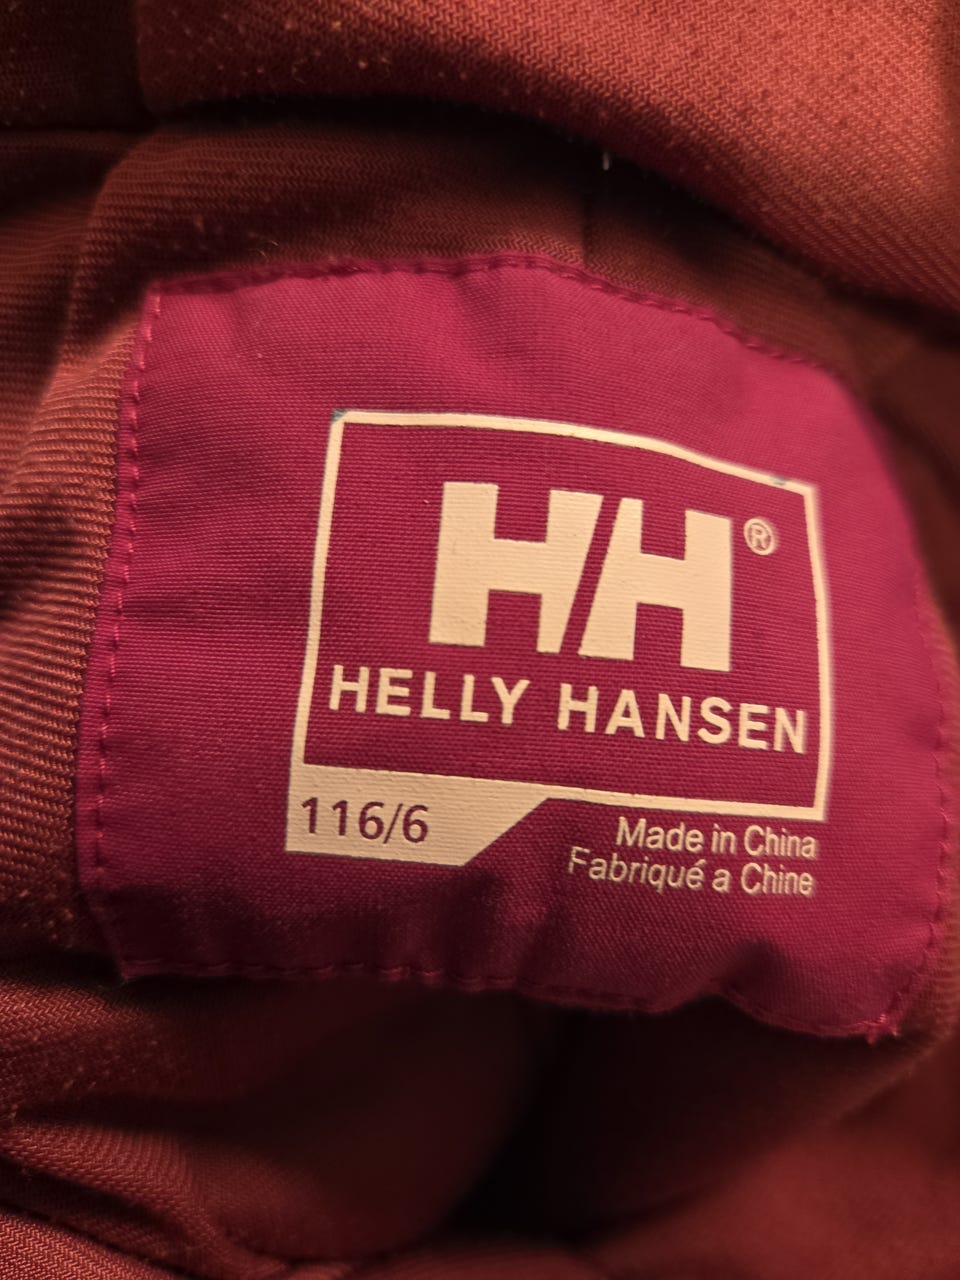 HH®
HELLY HANSEN
116/6
Made in China
Fabriqué a Chine